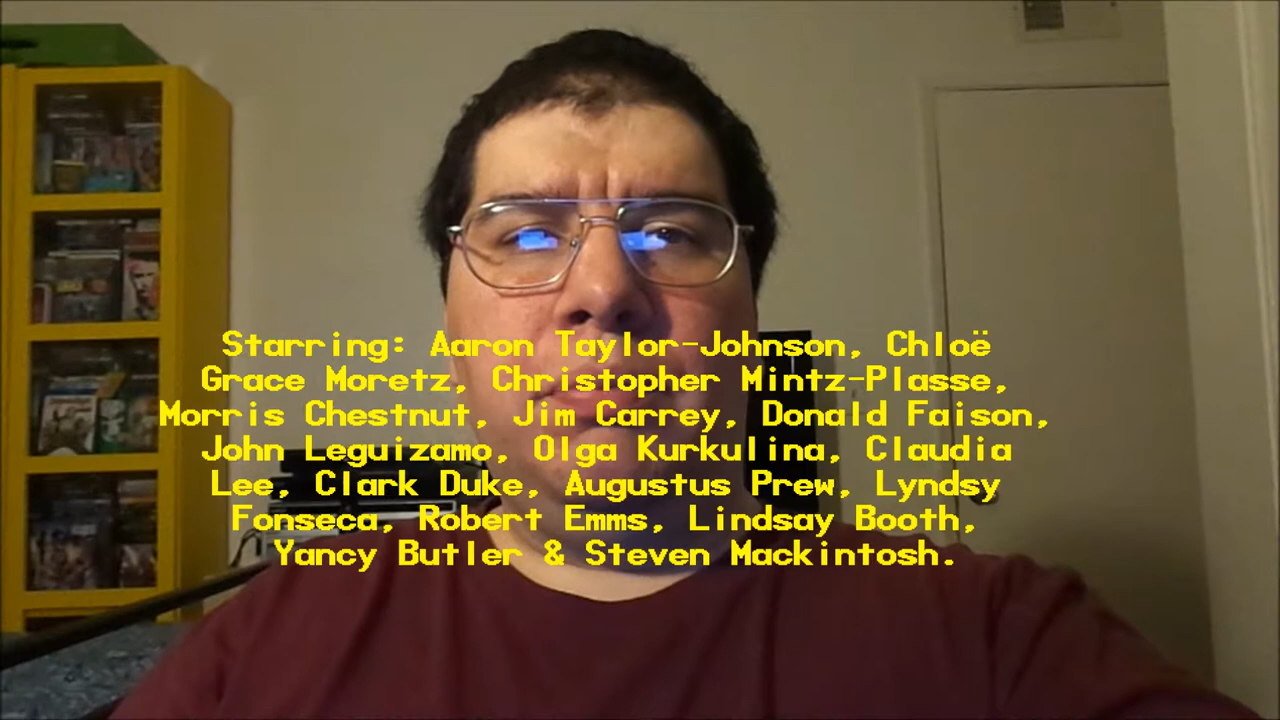 Starring: Aaron Taylor-Johnson, Chloë
Grace Moretz, Christopher Mintz-Plasse,
Morris Chestnut, Jim Carrey, Donald Faison,
John Leguizamo, Olga Kurkulina, Claudia
Lee, Clark Duke, Augustus Prew, Lyndsy
Fonseca, Robert Emms, Lindsay Booth,
Yancy Butler & Steven Mackintosh.